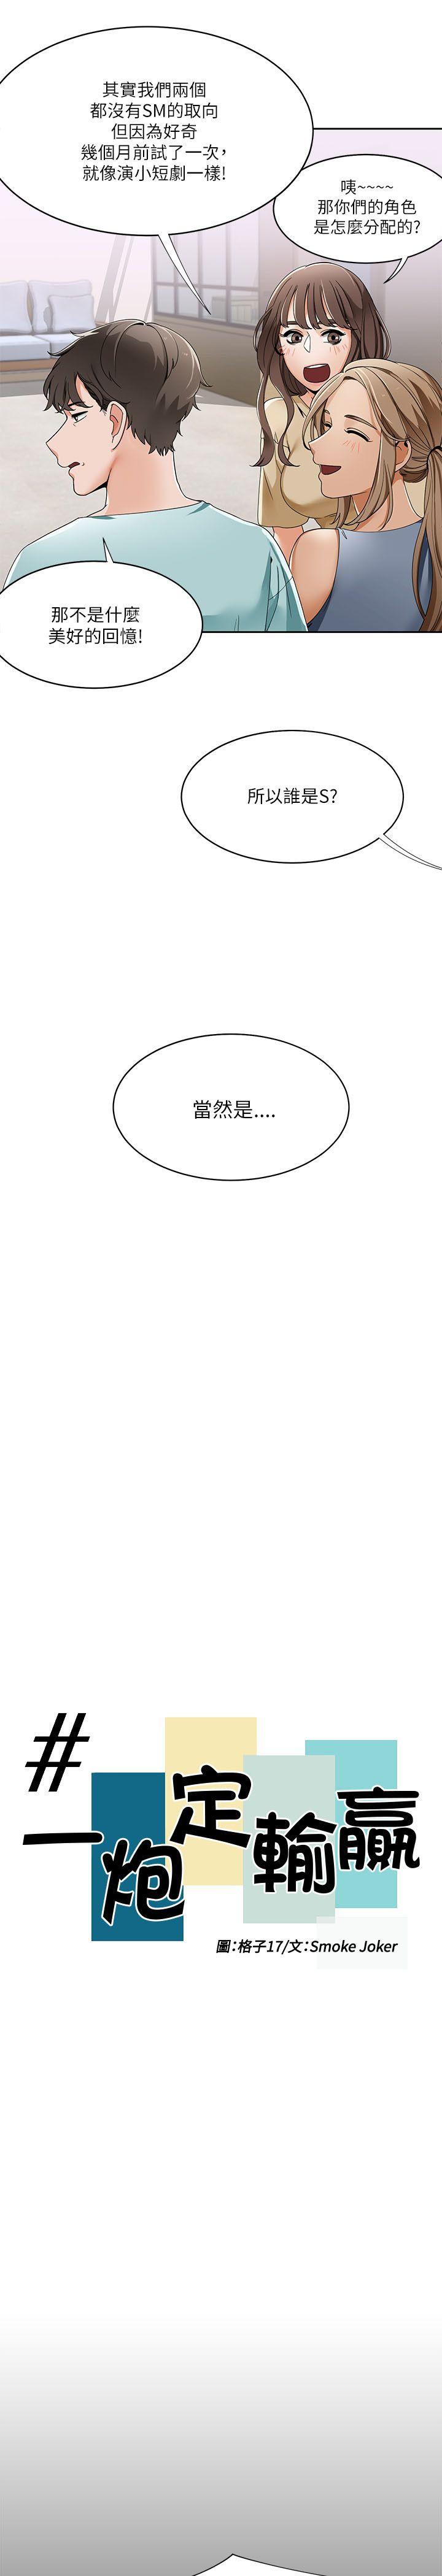 其實我們兩個
都沒有SM的取向
但因為好奇
幾個月前試了一次，
就像演小短劇一樣!
咦~~~~
那你們的角色
是怎麼分配的?
那不是什麼
美好的回憶!
所以誰是S?
當然是....
#一炮定輸贏
圖:格子17/文:Smoke Joker